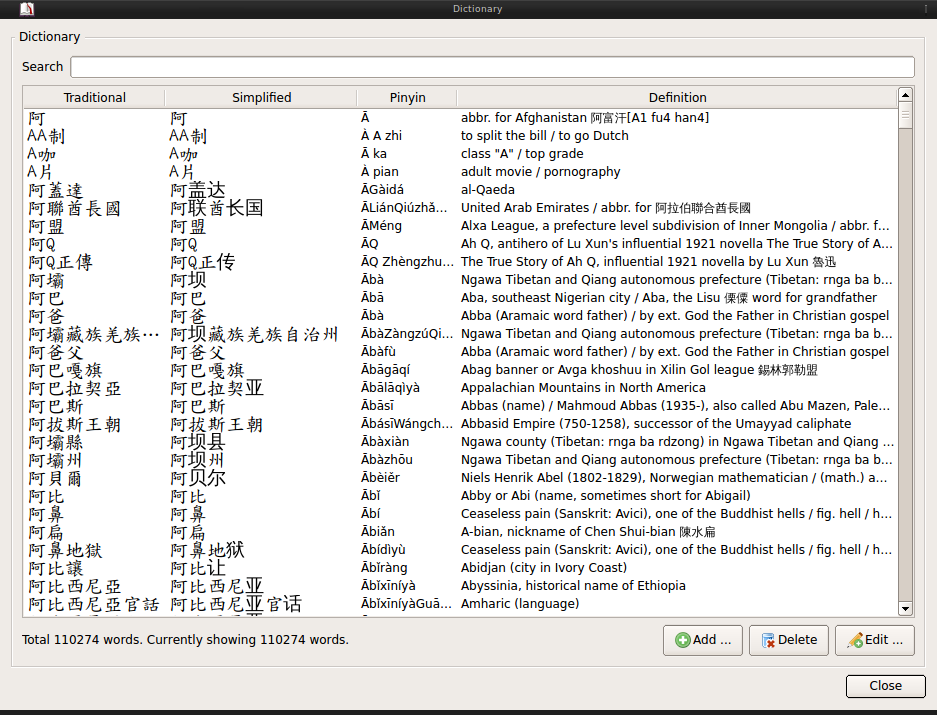 Dictionary
Dictionary
Search
Traditional Simplified Pinyin Definition
阿 阿 Ā abbr. for Afghanistan 阿富汗[A1 fu4 han4]
AA制 AA制 À A zhi to split the bill / to go Dutch
A咖 A咖 Ā ka class "A" / top grade
A片 A片 À pian adult movie / pornography
阿蓋達 阿盖达 ĀGàidá al-Qaeda
阿聯酋長國 阿联酋长国 ĀLiánQiúzhǎ... United Arab Emirates / abbr. for 阿拉伯聯合酋長國
阿盟 阿盟 ĀMéng Alxa League, a prefecture level subdivision of Inner Mongolia / abbr. f...
阿Q 阿Q ĀQ Ah Q, antihero of Lu Xun's influential 1921 novella The True Story of A...
阿Q正傳 阿Q正传 ĀQ Zhèngzhu... The True Story of Ah Q, influential 1921 novella by Lu Xun 魯迅
阿壩 阿坝 Ābà Ngawa Tibetan and Qiang autonomous prefecture (Tibetan: rnga ba b...
阿巴 阿巴 Ābā Aba, southeast Nigerian city / Aba, the Lisu 傈僳 word for grandfather
阿爸 阿爸 Ābà Abba (Aramaic word father) / by ext. God the Father in Christian gospel
阿壩藏族羌族… 阿坝藏族羌族自治州 ĀbàZàngzúQi... Ngawa Tibetan and Qiang autonomous prefecture (Tibetan: rnga ba b...
阿爸父 阿爸父 Ābàfù Abba (Aramaic word father) / by ext. God the Father in Christian gospel
阿巴嘎旗 阿巴嘎旗 Ābāgāqí Abag banner or Avga khoshuu in Xilin Gol league 錫林郭勒盟
阿巴拉契亞 阿巴拉契亚 Ābālāqìyà Appalachian Mountains in North America
阿巴斯 阿巴斯 Ābāsī Abbas (name) / Mahmoud Abbas (1935-), also called Abu Mazen, Pale...
阿拔斯王朝 阿拔斯王朝 ĀbásīWángch... Abbasid Empire (750-1258), successor of the Umayyad caliphate
阿壩縣 阿坝县 Ābàxiàn Ngawa county (Tibetan: rnga ba rdzong) in Ngawa Tibetan and Qiang ...
阿壩州 阿坝州 Ābàzhōu Ngawa Tibetan and Qiang autonomous prefecture (Tibetan: rnga ba b...
阿貝爾 阿贝尔 Ābèiěr Niels Henrik Abel (1802-1829), Norwegian mathematician / (math.) a...
阿比 阿比 Ābǐ Abby or Abi (name, sometimes short for Abigail)
阿鼻 阿鼻 Ābí Ceaseless pain (Sanskrit: Avici), one of the Buddhist hells / fig. hell / h...
阿扁 阿扁 Ābiǎn A-bian, nickname of Chen Shui-bian 陳水扁
阿鼻地獄 阿鼻地狱 Ābídìyù Ceaseless pain (Sanskrit: Avici), one of the Buddhist hells / fig. hell / h...
阿比讓 阿比让 Ābǐràng Abidjan (city in Ivory Coast)
阿比西尼亞 阿比西尼亚 Ābǐxīníyà Abyssinia, historical name of Ethiopia
阿比西尼亞官話 阿比西尼亚官话 ĀbǐxīníyàGuā... Amharic (language)
Total 110274 words. Currently showing 110274 words. Add ... Delete Edit ...
Close